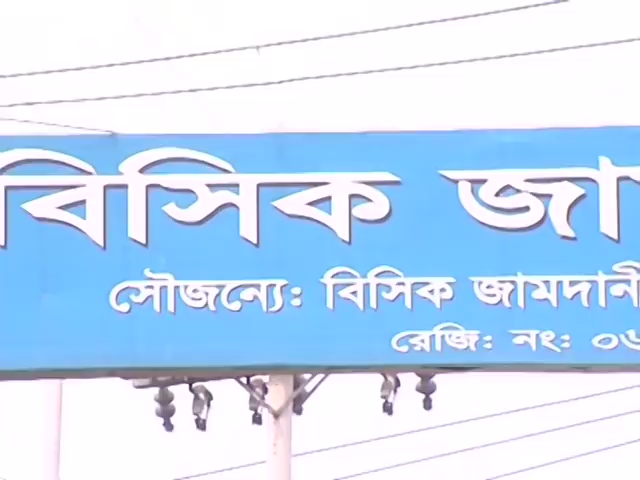 বিসিক জা
সৌজন্যে: বিসিক জামদানী
রেজি: নং: ০৬